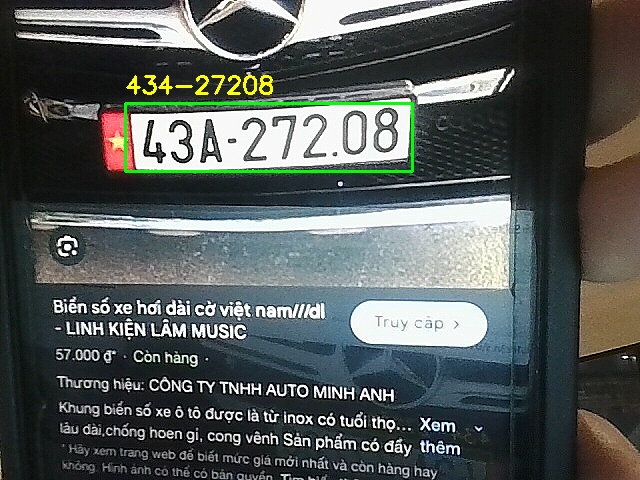 434-27208
43A-272.08
Biển số xe hơi dài cờ việt nam///dl
- LINH KIỆN LÂM MUSIC
Truy cập >
57.000 ₫* · Còn hàng ·
Thương hiệu: CÔNG TY TNHH AUTO MINH ANH
Khung biển số xe ô tô được là từ inox có tuổi thọ... Xem
lâu dài,chống hoen gỉ, cong vênh Sản phẩm có đầy thêm
* Hãy xem trang web để biết mức giá mới nhất và còn hàng hay
không. Hình ảnh có thể có bản quyền. Tìm hiểu